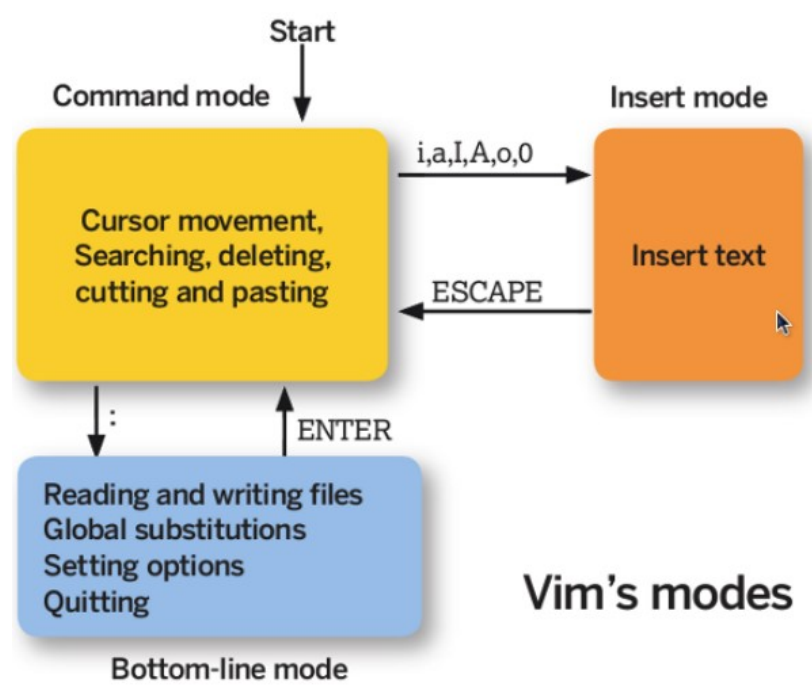 Start
Command mode
Insert mode
i,a,I,A,o,0
Cursor movement,
Searching, deleting,
cutting and pasting
Insert text
ESCAPE
:
ENTER
Reading and writing files
Global substitutions
Setting options
Quitting
Vim's modes
Bottom-line mode